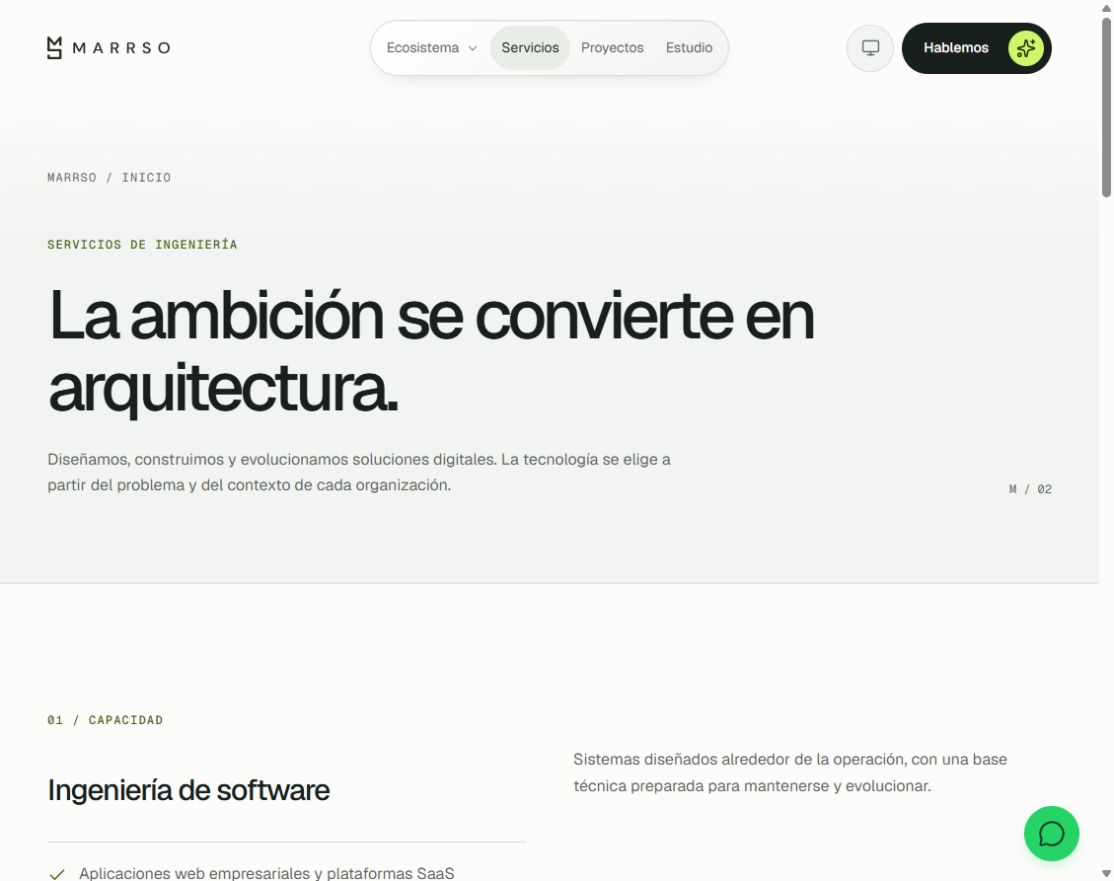 MARRSO
Ecosistema
Servicios
Proyectos
Estudio
Hablemos
MARRSO / INICIO
SERVICIOS DE INGENIERÍA
La ambición se convierte en
arquitectura.
Diseñamos, construimos y evolucionamos soluciones digitales. La tecnología se elige a
partir del problema y del contexto de cada organización.
M / 02
01 / CAPACIDAD
Ingeniería de software
Sistemas diseñados alrededor de la operación, con una base
técnica preparada para mantenerse y evolucionar.
Aplicaciones web empresariales y plataformas SaaS